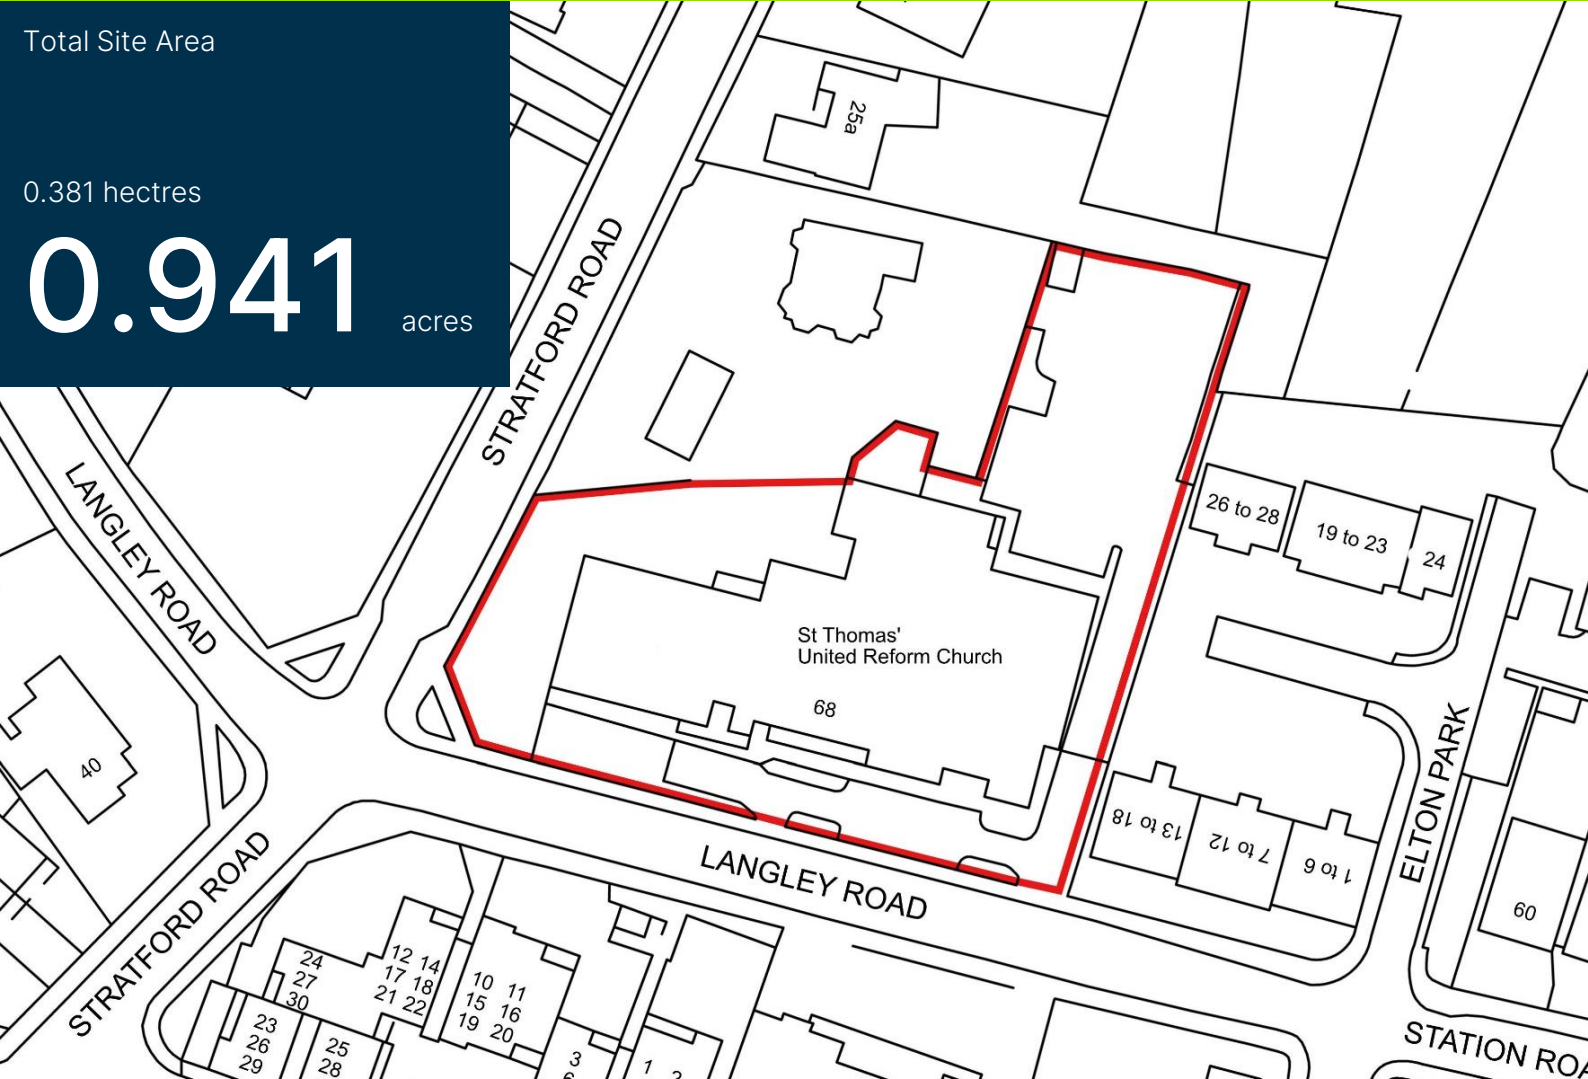 Total Site Area
0.381 hectres
0.941 acres
25a
STRATFORD ROAD
LANGLEY ROAD
26 to 28
19 to 23
24
St Thomas'
United Reform Church
68
40
ELTON PARK
13 to 18
7 to 12
1 to 6
60
LANGLEY ROAD
STRATFORD ROAD
24
27
30
12 14
17 18
21 22
10 11
15 16
19 20
23
26
29
25
28
3
1
STATION ROA